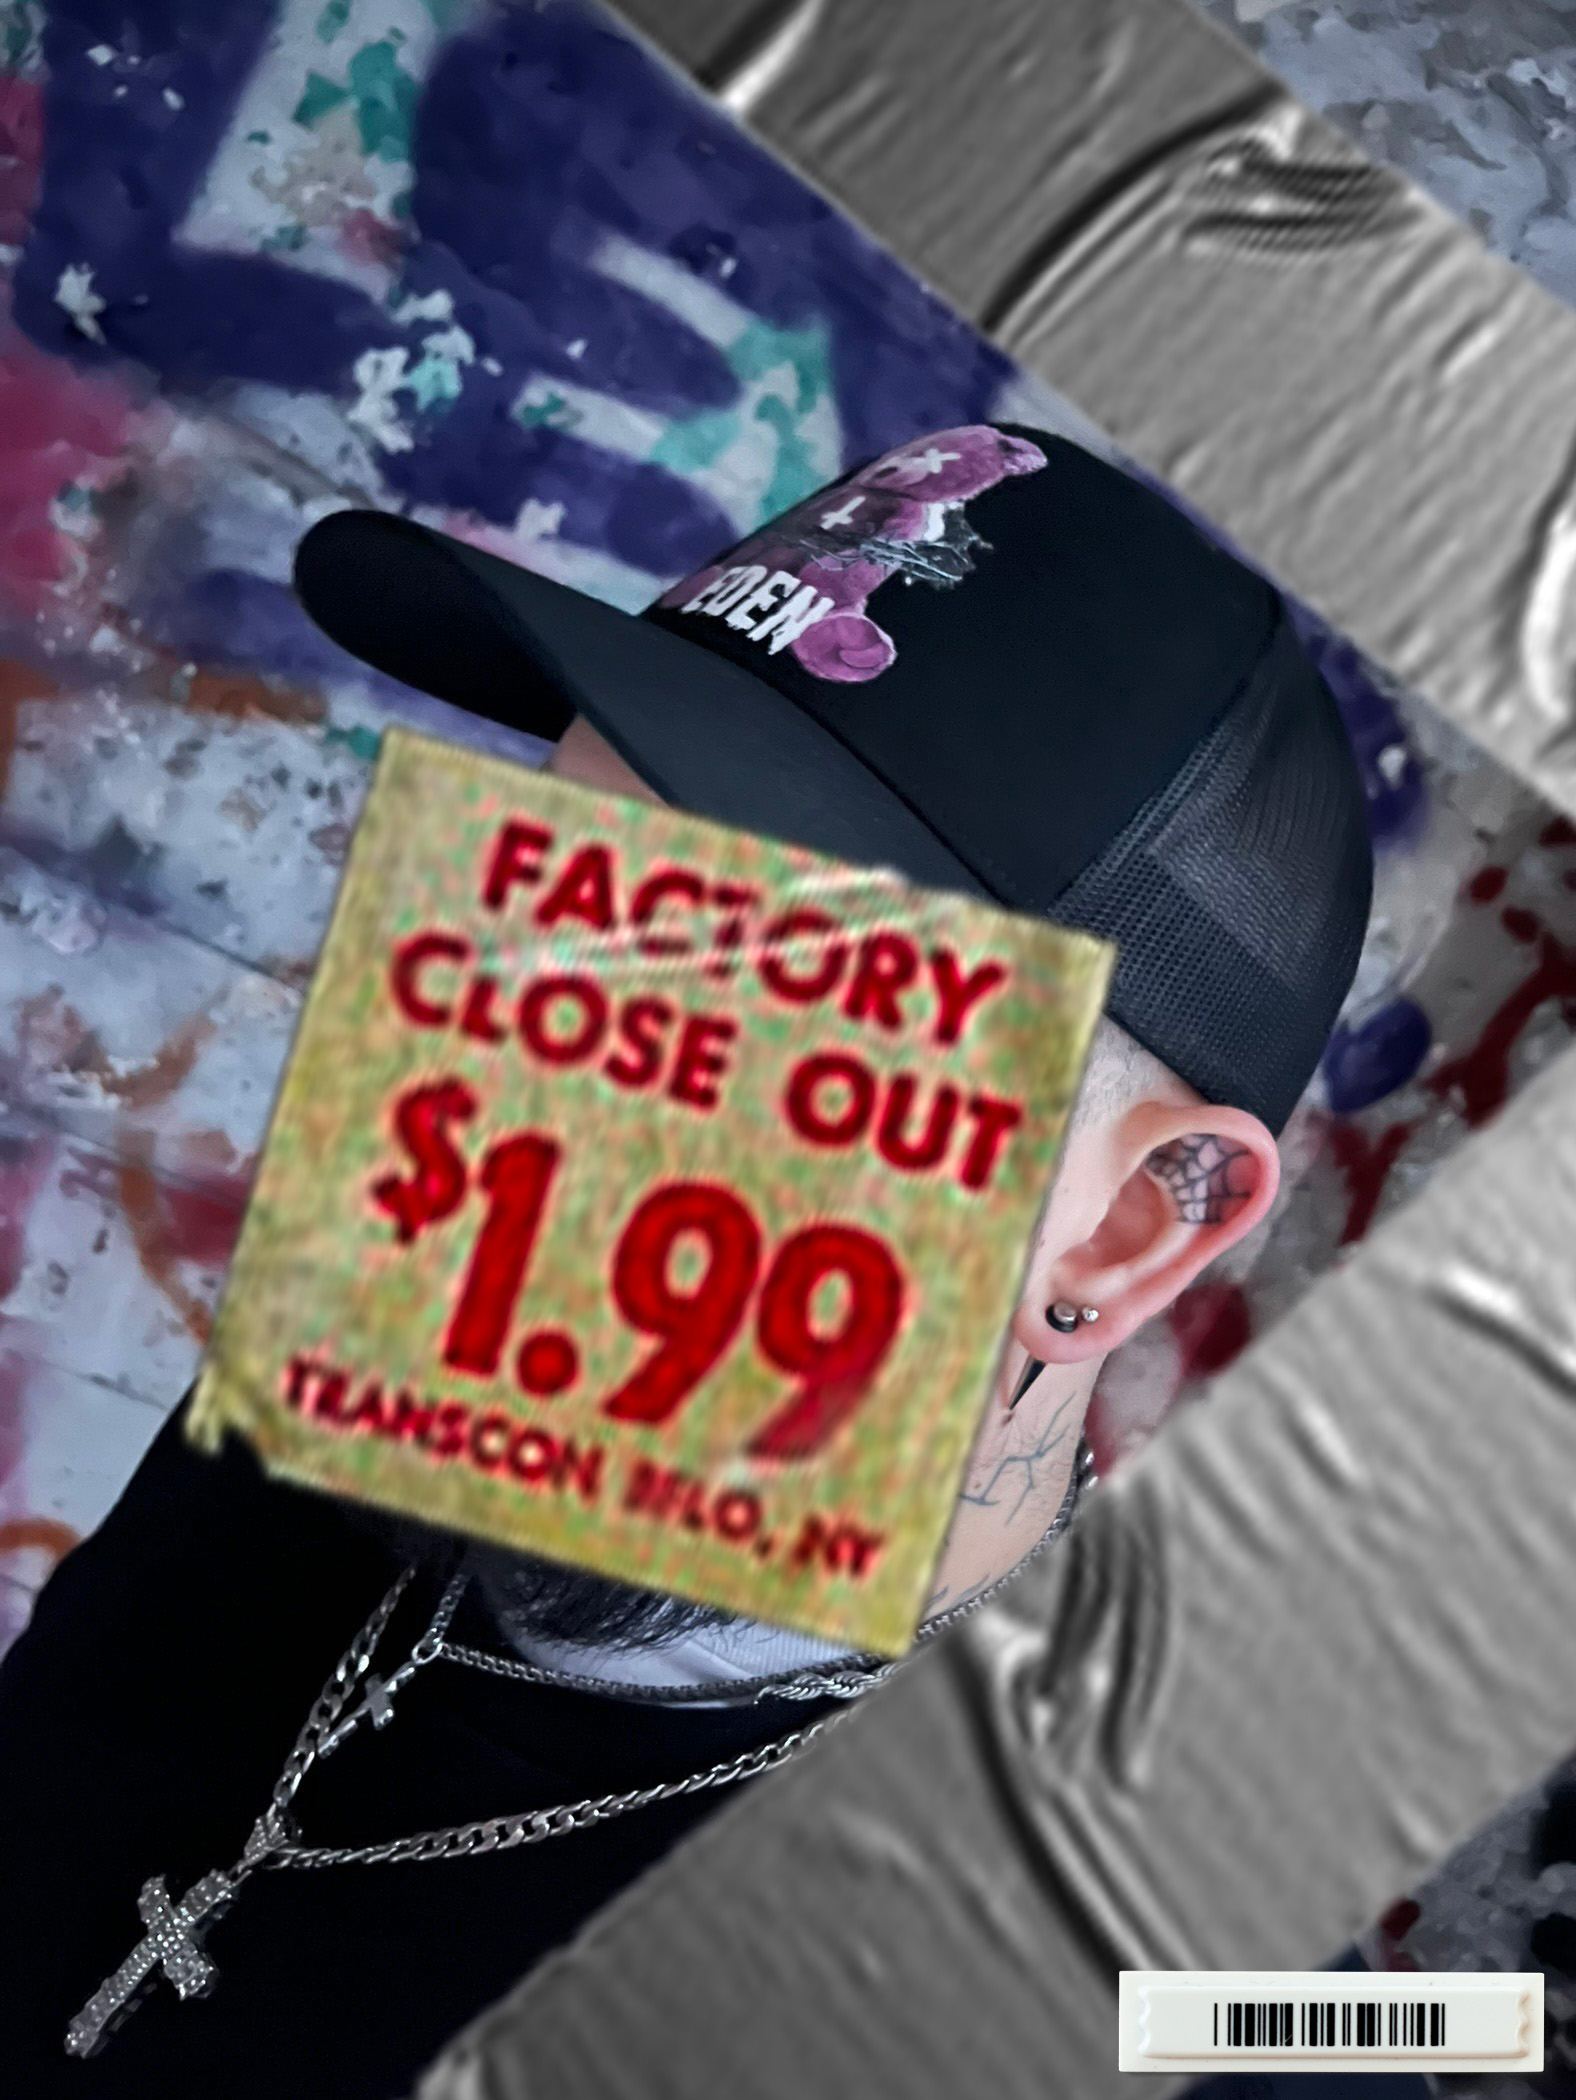 EDEN
FACTORY
CLOSE OUT
$1.99
TRANSCON BFLO, NY